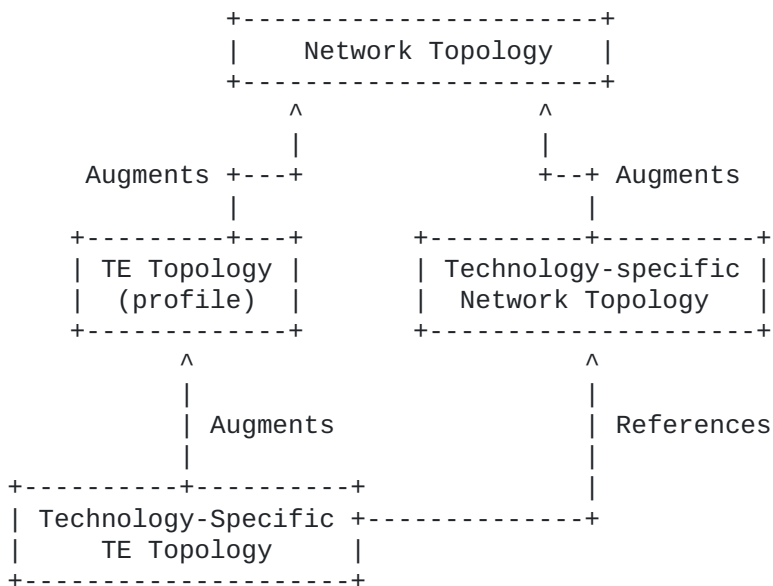 Network Topology
Augments
Augments
TE Topology
(profile)
Technology-specific
Network Topology
Augments
References
Technology-Specific
TE Topology